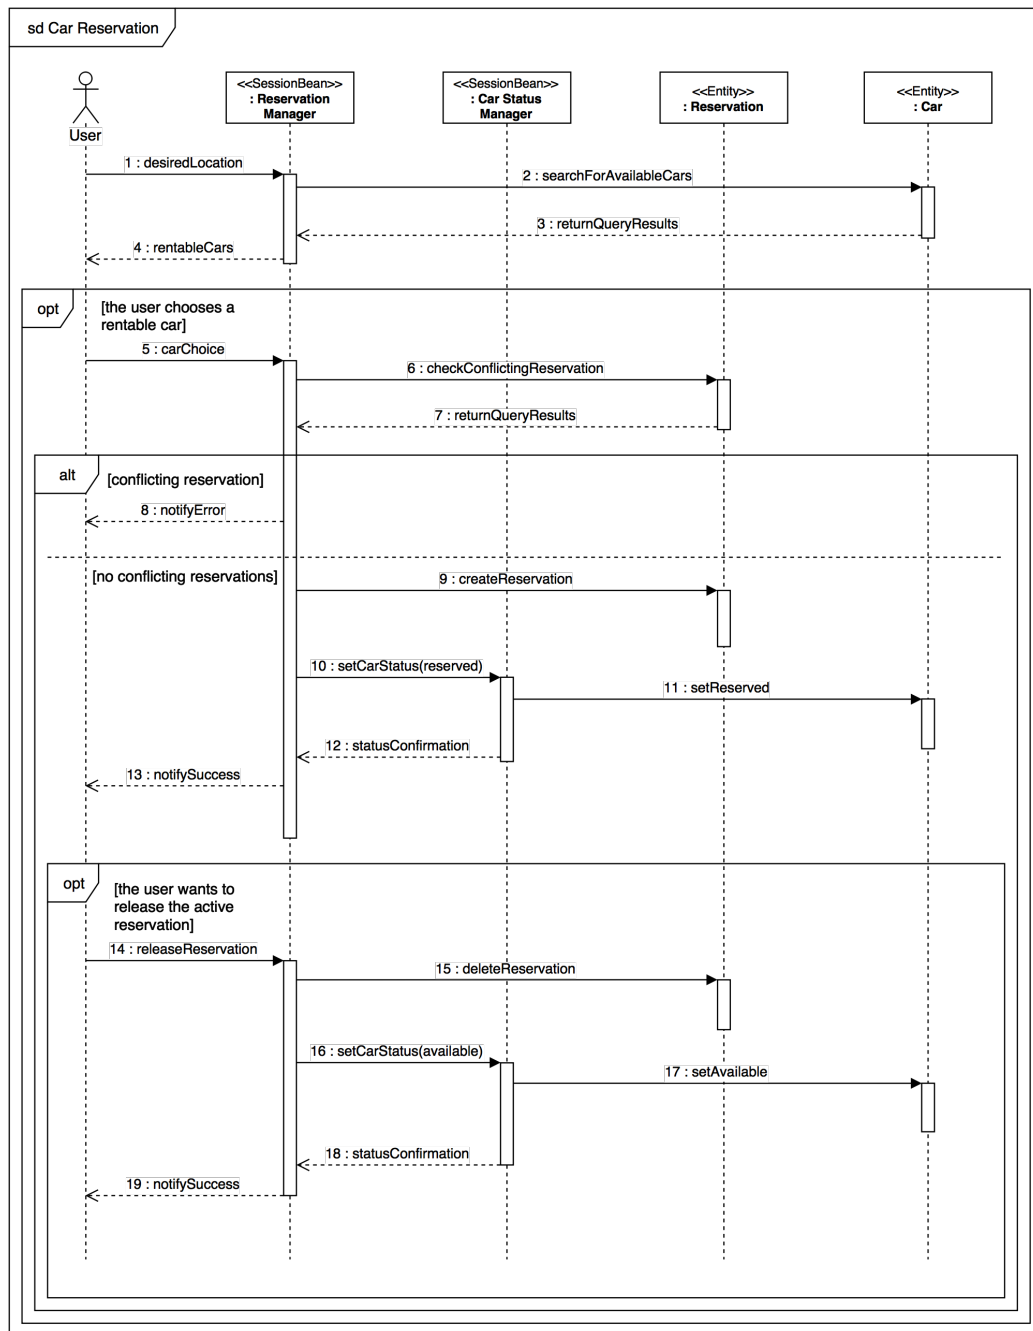 sd Car Reservation
<<SessionBean>>
: Reservation
Manager
<<SessionBean>>
: Car Status
Manager
<<Entity>>
: Reservation
<<Entity>>
: Car
User
1 : desiredLocation
2 : searchForAvailableCars
3 : returnQueryResults
4 : rentableCars
opt
[the user chooses a
rentable car]
5 : carChoice
6 : checkConflictingReservation
7 : returnQueryResults
alt
[conflicting reservation]
8 : notifyError
[no conflicting reservations]
9 : createReservation
10 : setCarStatus(reserved)
11 : setReserved
12 : statusConfirmation
13 : notifySuccess
opt
[the user wants to
release the active
reservation]
14 : releaseReservation
15 : deleteReservation
16 : setCarStatus(available)
17 : setAvailable
18 : statusConfirmation
19 : notifySuccess